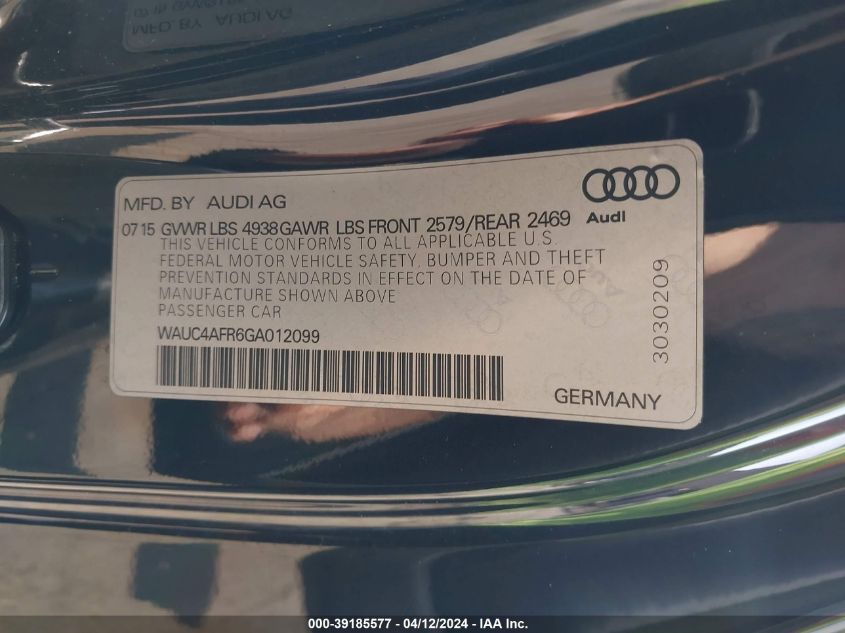 MFD. BY AUDI AG
07 15 GVWR LBS 4938 GAWR LBS FRONT 2579/REAR 2469
THIS VEHICLE CONFORMS TO ALL APPLICABLE U.S.
FEDERAL MOTOR VEHICLE SAFETY, BUMPER AND THEFT
PREVENTION STANDARDS IN EFFECT ON THE DATE OF
MANUFACTURE SHOWN ABOVE
PASSENGER CAR
WAUC4AFR6GA012099
Audi
3030209
GERMANY
000-39185577 - 04/12/2024 - IAA Inc.